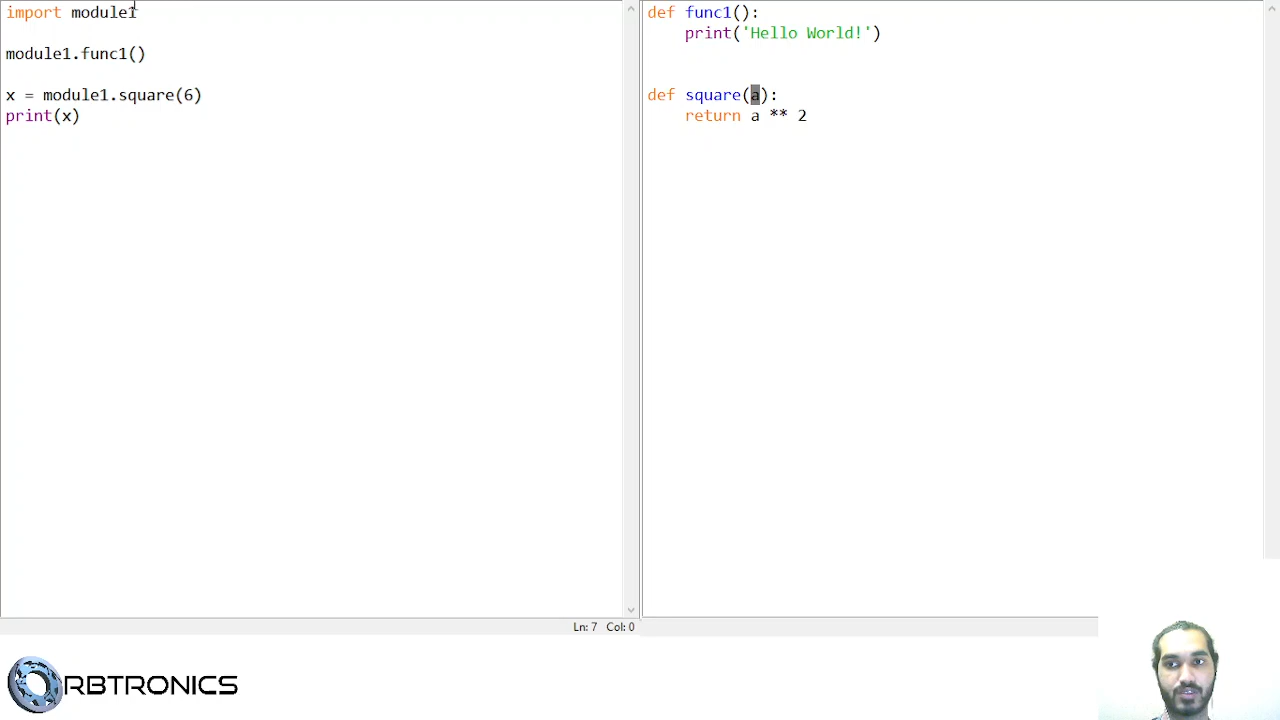 import module1
module1.func1()
x = module1.square(6)
print(x)
def func1():
    print('Hello World!')
def square(a):
    return a ** 2
Ln: 7 Col: 0
ORBTRONICS